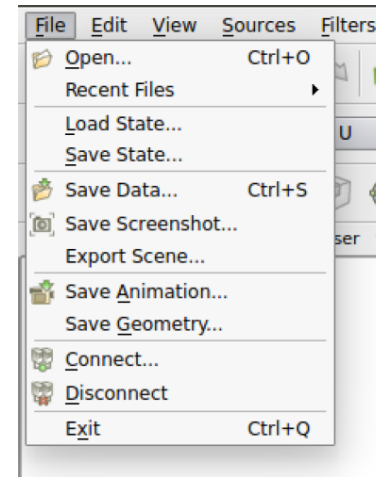 File Edit View Sources Filters
Open... Ctrl+O
Recent Files
Load State...
U
Save State...
Save Data... Ctrl+S
Save Screenshot...
ser
Export Scene...
Save Animation...
Save Geometry...
Connect...
Disconnect
Exit Ctrl+Q